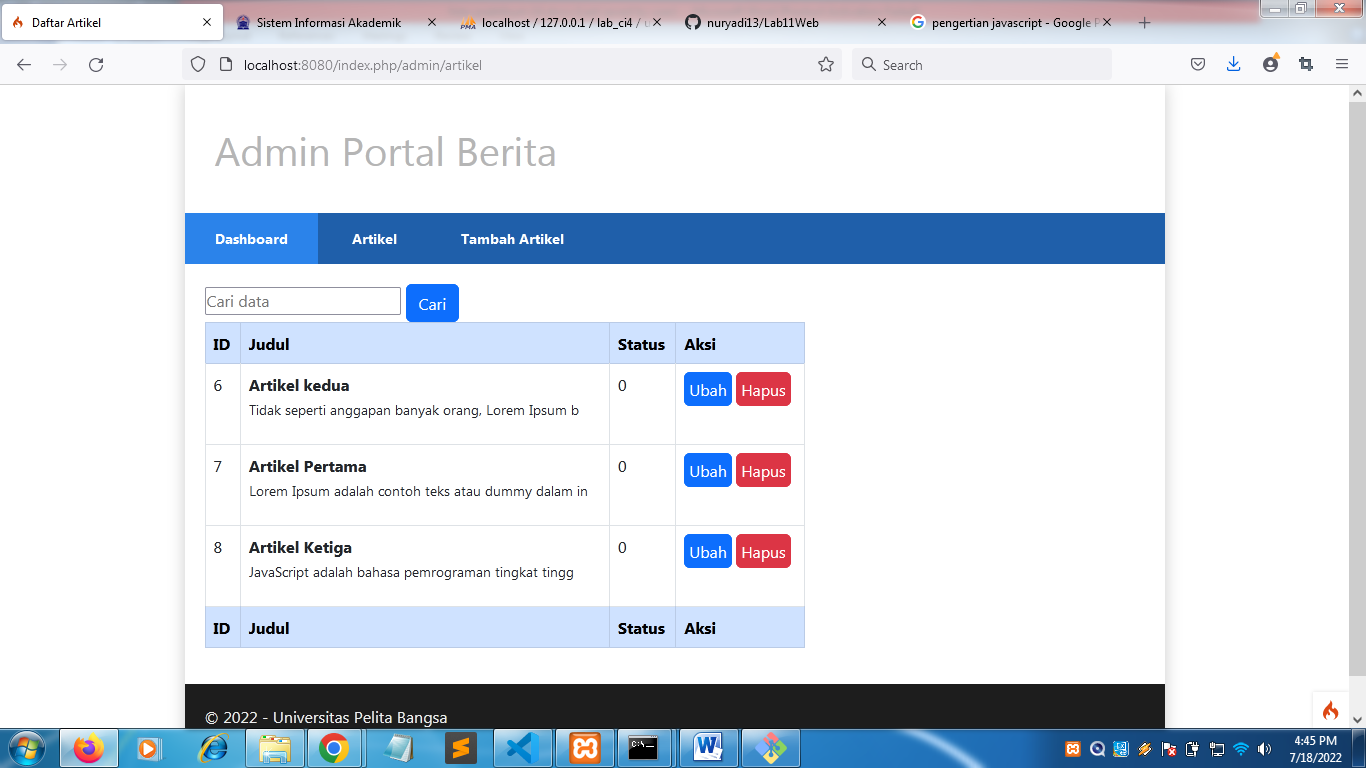 Daftar Artikel
Sistem Informasi Akademik
localhost / 127.0.0.1 / lab_ci4 /
nuryadi13/Lab11Web
pengertian javascript - Google
localhost:8080/index.php/admin/artikel
Search
Admin Portal Berita
Dashboard Artikel Tambah Artikel
Cari data Cari
ID Judul Status Aksi
6 Artikel kedua 0 Ubah Hapus
Tidak seperti anggapan banyak orang, Lorem Ipsum b
7 Artikel Pertama 0 Ubah Hapus
Lorem Ipsum adalah contoh teks atau dummy dalam in
8 Artikel Ketiga 0 Ubah Hapus
JavaScript adalah bahasa pemrograman tingkat tingg
ID Judul Status Aksi
© 2022 - Universitas Pelita Bangsa
4:45 PM
7/18/2022